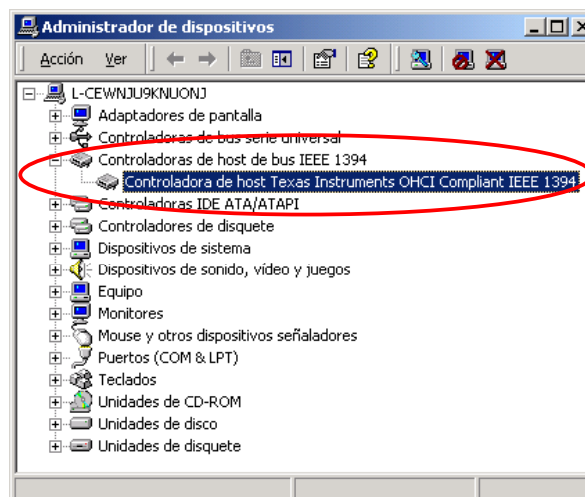 Administrador de dispositivos
Acción Ver
L-CEWNJU9KNUONJ
Adaptadores de pantalla
Controladoras de bus serie universal
Controladoras de host de bus IEEE 1394
Controladora de host Texas Instruments OHCI Compliant IEEE 1394
Controladoras IDE ATA/ATAPI
Controladores de disquete
Dispositivos de sistema
Dispositivos de sonido, vídeo y juegos
Equipo
Monitores
Mouse y otros dispositivos señaladores
Puertos (COM & LPT)
Teclados
Unidades de CD-ROM
Unidades de disco
Unidades de disquete